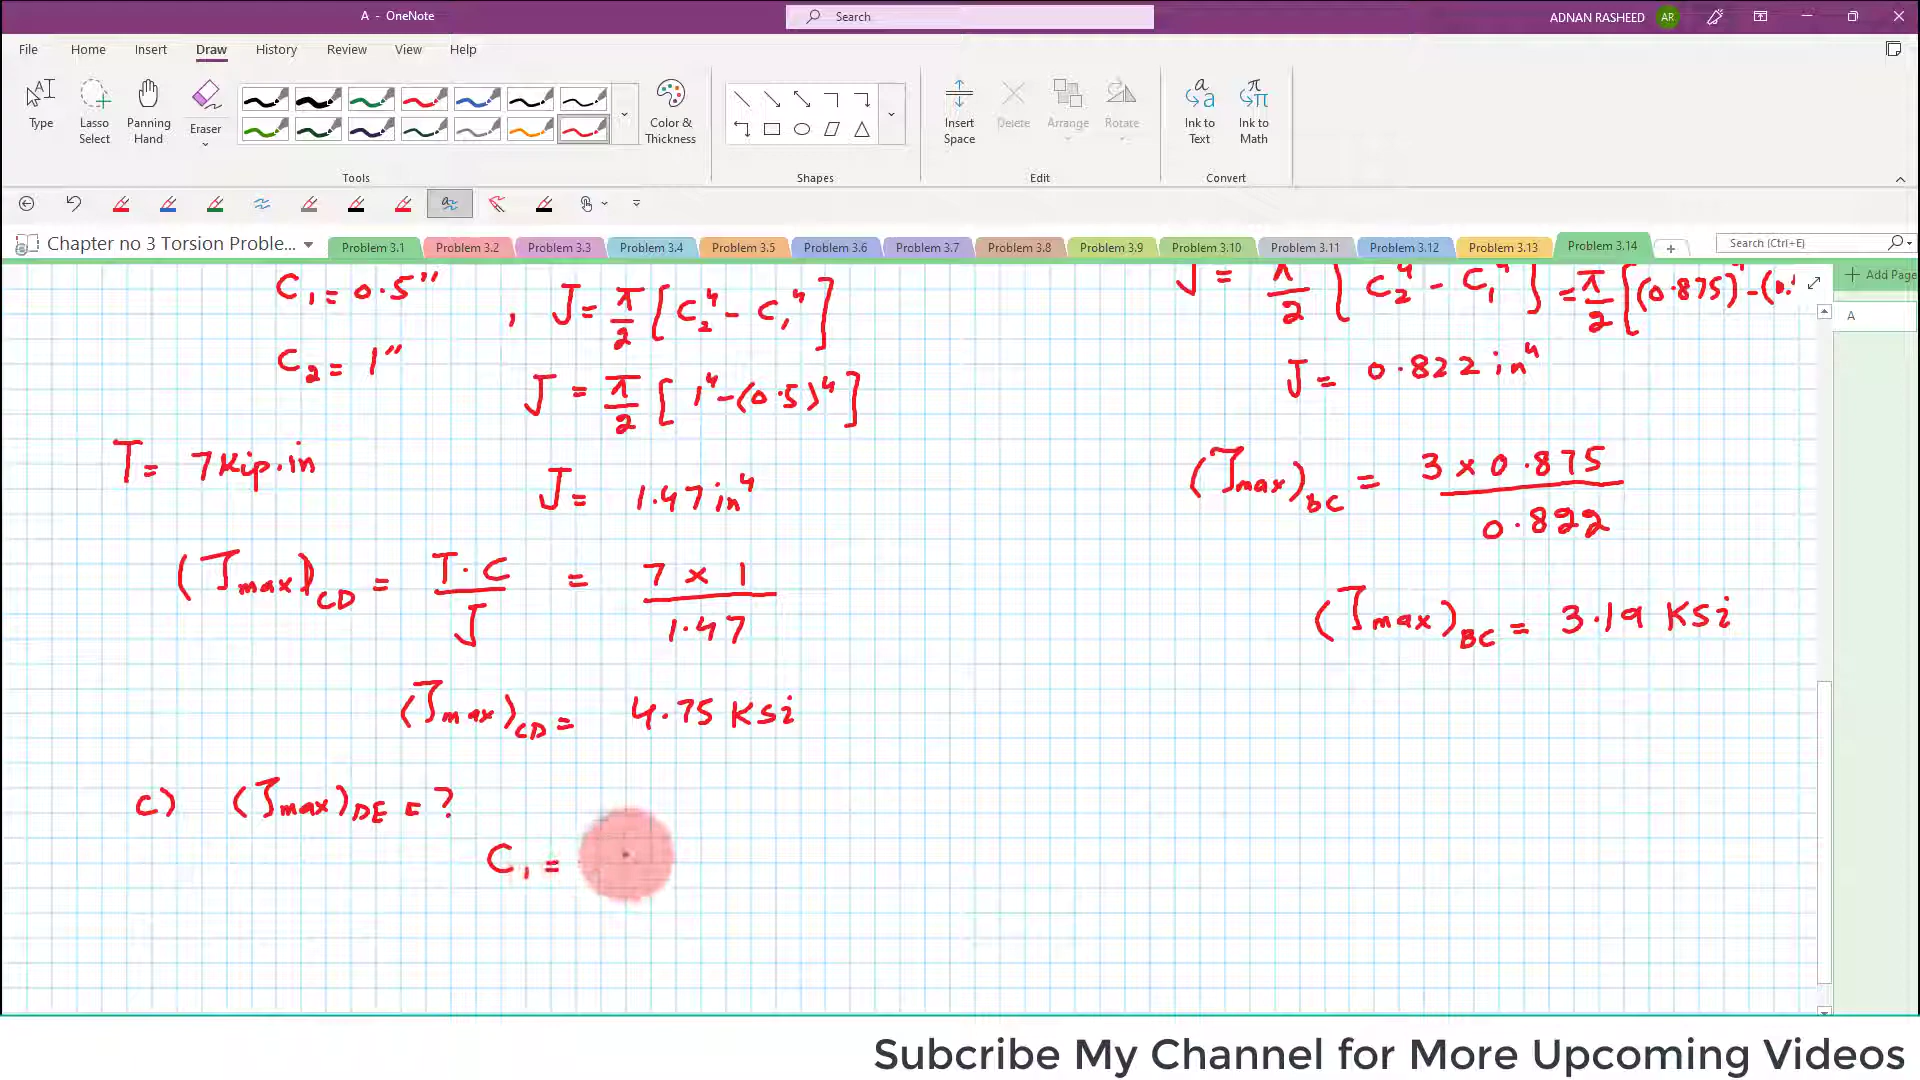 A - OneNote
Search
ADNAN RASHEED AR
File Home Insert Draw History Review View Help
Type
Lasso Select
Panning Hand
Eraser
Color & Thickness
Insert Space
Delete
Arrange
Rotate
Ink to Text
Ink to Math
Tools
Shapes
Edit
Convert
Chapter no 3 Torsion Proble...
Problem 3.1 Problem 3.2 Problem 3.3 Problem 3.4 Problem 3.5 Problem 3.6 Problem 3.7 Problem 3.8 Problem 3.9 Problem 3.10 Problem 3.11 Problem 3.12 Problem 3.13 Problem 3.14
Search (Ctrl+E)
Add Page
A
C₁ = 0.5"
, J = π/2 [C₂⁴ - C₁⁴]
C₂ = 1"
J = π/2 [1⁴ - (0.5)⁴]
T = 7 Kip.in
J = 1.47 in⁴
(τmax)CD = T.C/J = 7 x 1/1.47
(τmax)CD = 4.75 KSi
c) (τmax)DE = ?
C₁ =
J = π/2 [C₂⁴ - C₁⁴] = π/2 [(0.875)⁴ - (0.
J = 0.822 in⁴
(τmax)BC = 3 x 0.875/0.822
(τmax)BC = 3.19 KSi
Subcribe My Channel for More Upcoming Videos